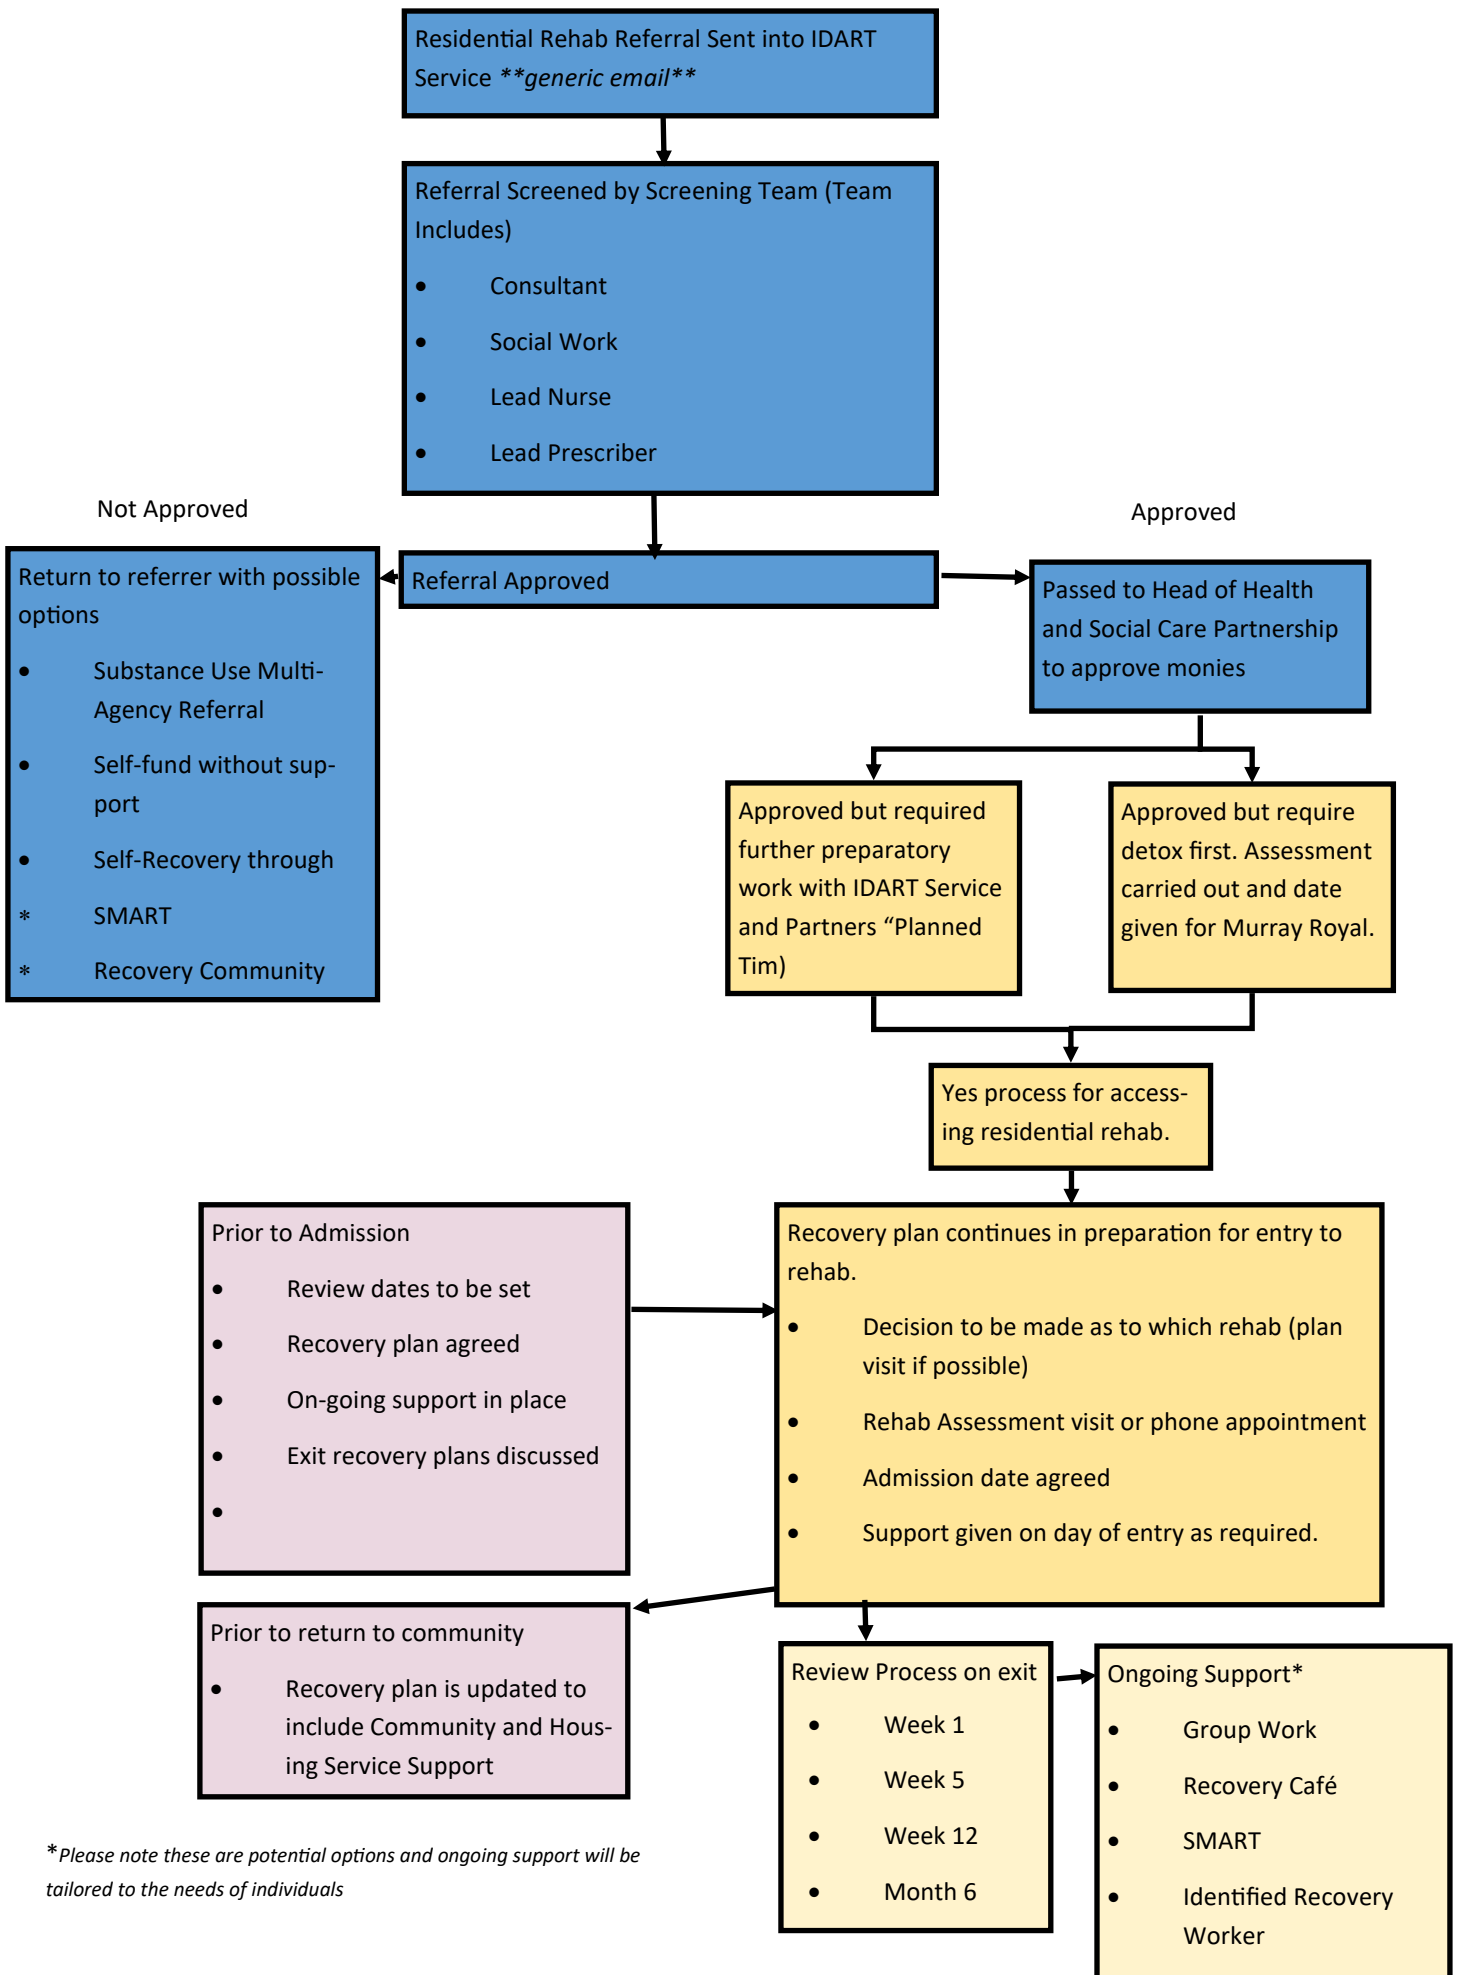 Residential Rehab Referral Sent into IDART
Service **generic email**
Referral Screened by Screening Team (Team
Includes)
• Consultant
• Social Work
• Lead Nurse
• Lead Prescriber
Not Approved
Approved
Return to referrer with possible
options
• Substance Use Multi-
Agency Referral
• Self-fund without sup-
port
• Self-Recovery through
* SMART
* Recovery Community
Referral Approved
Passed to Head of Health
and Social Care Partnership
to approve monies
Approved but required
further preparatory
work with IDART Service
and Partners “Planned
Tim)
Approved but require
detox first. Assessment
carried out and date
given for Murray Royal.
Yes process for access-
ing residential rehab.
Prior to Admission
• Review dates to be set
• Recovery plan agreed
• On-going support in place
• Exit recovery plans discussed
•
Recovery plan continues in preparation for entry to
rehab.
• Decision to be made as to which rehab (plan
visit if possible)
• Rehab Assessment visit or phone appointment
• Admission date agreed
• Support given on day of entry as required.
Prior to return to community
• Recovery plan is updated to
include Community and Hous-
ing Service Support
Review Process on exit
• Week 1
• Week 5
• Week 12
• Month 6
Ongoing Support*
• Group Work
• Recovery Café
• SMART
• Identified Recovery
Worker
*Please note these are potential options and ongoing support will be
tailored to the needs of individuals